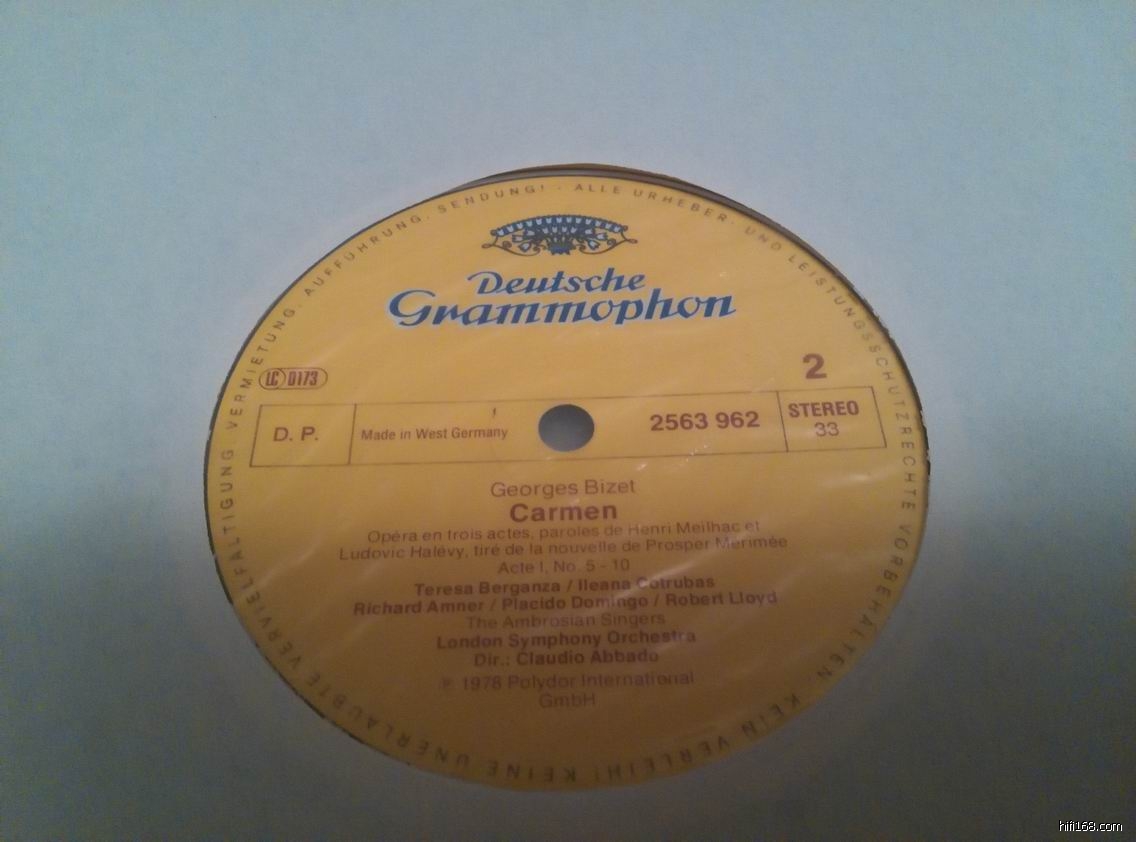 ALLE URHEBER- UND LEISTUNGSSCHUTZRECHTE VORBEHALTEN. KEIN VERLEIH! KEINE UNERLAUBTE VERVIELFÄLTIGUNG, VERMIETUNG, AUFFÜHRUNG, SENDUNG! -
Deutsche
Grammophon
LC 0173
2
D. P.
Made in West Germany
2563 962
STEREO
33
Georges Bizet
Carmen
Opéra en trois actes, paroles de Henri Meilhac et
Ludovic Halévy, tiré de la nouvelle de Prosper Merimée
Acte I, No. 5 - 10
Teresa Berganza / Ileana Cotrubas
Richard Amner / Placido Domingo / Robert Lloyd
The Ambrosian Singers
London Symphony Orchestra
Dir.: Claudio Abbado
℗ 1978 Polydor International
GmbH
hifi168.com